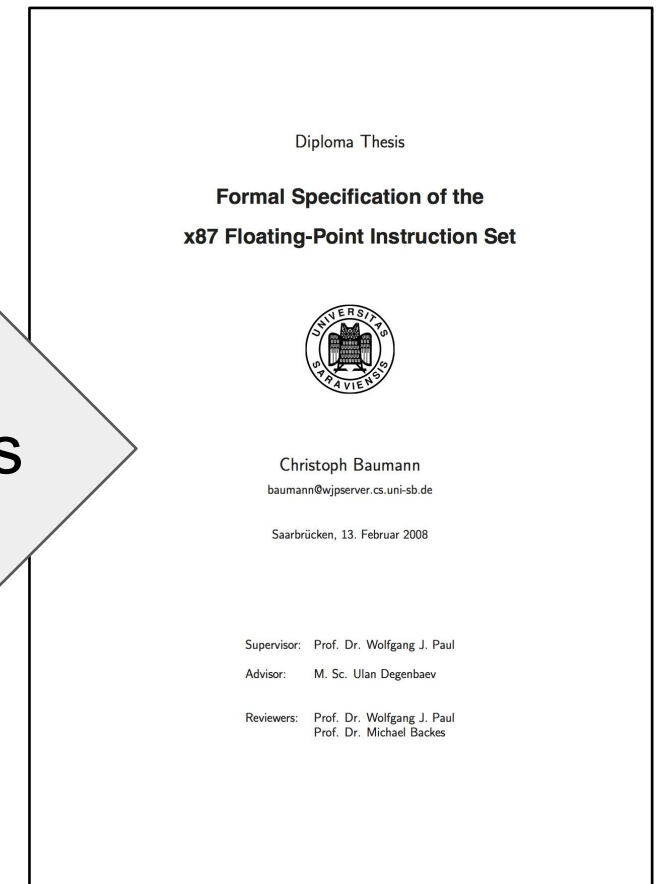 Diploma Thesis
Formal Specification of the
x87 Floating-Point Instruction Set
UNIVERSITAS
SARAVIENSIS
s
Christoph Baumann
baumann@wjpserver.cs.uni-sb.de
Saarbrücken, 13. Februar 2008
Supervisor: Prof. Dr. Wolfgang J. Paul
Advisor: M. Sc. Ulan Degenbaev
Reviewers: Prof. Dr. Wolfgang J. Paul
Prof. Dr. Michael Backes